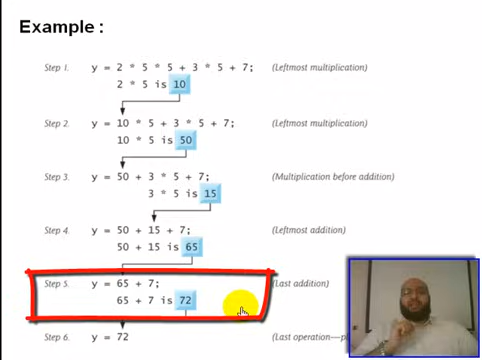 Example :
Step 1. y = 2 * 5 * 5 + 3 * 5 + 7; (Leftmost multiplication)
2 * 5 is 10
Step 2. y = 10 * 5 + 3 * 5 + 7; (Leftmost multiplication)
10 * 5 is 50
Step 3. y = 50 + 3 * 5 + 7; (Multiplication before addition)
3 * 5 is 15
Step 4. y = 50 + 15 + 7; (Leftmost addition)
50 + 15 is 65
Step 5. y = 65 + 7; (Last addition)
65 + 7 is 72
Step 6. y = 72 (Last operation—